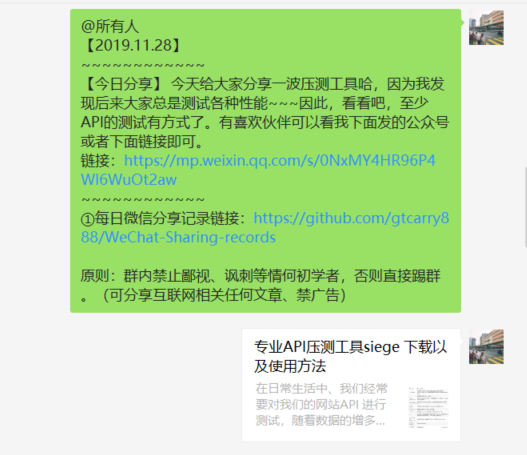 @所有人
【2019.11.28】
~~~~~~~~~~~~
【今日分享】 今天给大家分享一波压测工具哈，因为我发
现后来大家总是测试各种性能~~~因此，看看吧，至少
API的测试有方式了。有喜欢伙伴可以看我下面发的公众号
或者下面链接即可。
链接：https://mp.weixin.qq.com/s/0NxMY4HR96P4
WI6WuOt2aw
~~~~~~~~~~~~
①每日微信分享记录链接：https://github.com/gtcarry8
88/WeChat-Sharing-records
原则：群内禁止鄙视、讽刺等情何初学者，否则直接踢群
。（可分享互联网相关任何文章、禁广告）
专业API压测工具siege 下载以
及使用方法
在日常生活中、我们经常
要对我们的网站API 进行
测试，随着数据的增多...